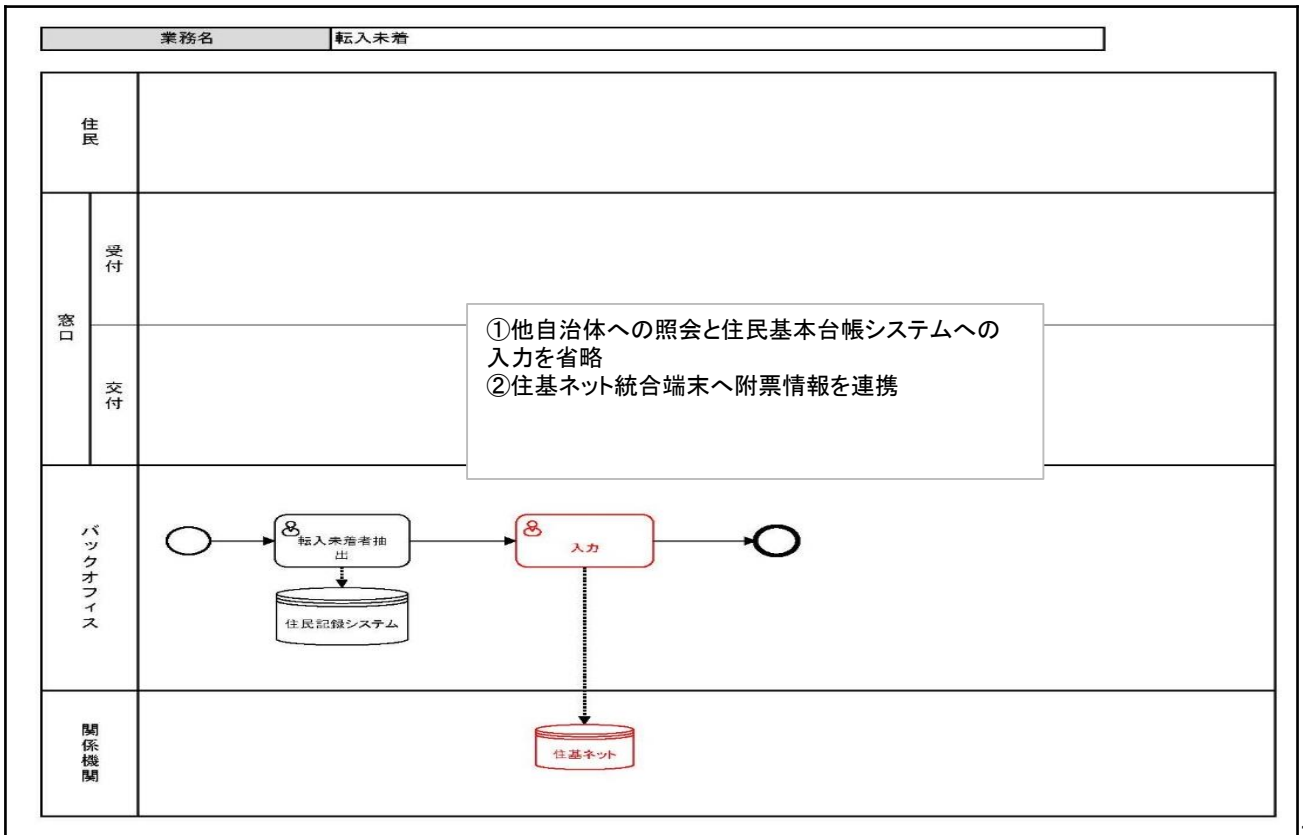 業務名
転入未着
住民
窓口
受付
交付
①他自治体への照会と住民基本台帳システムへの
入力を省略
②住基ネット統合端末へ附票情報を連携
バックオフィス
転入未着者抽
出
入力
住民記録システム
関係機関
住基ネット